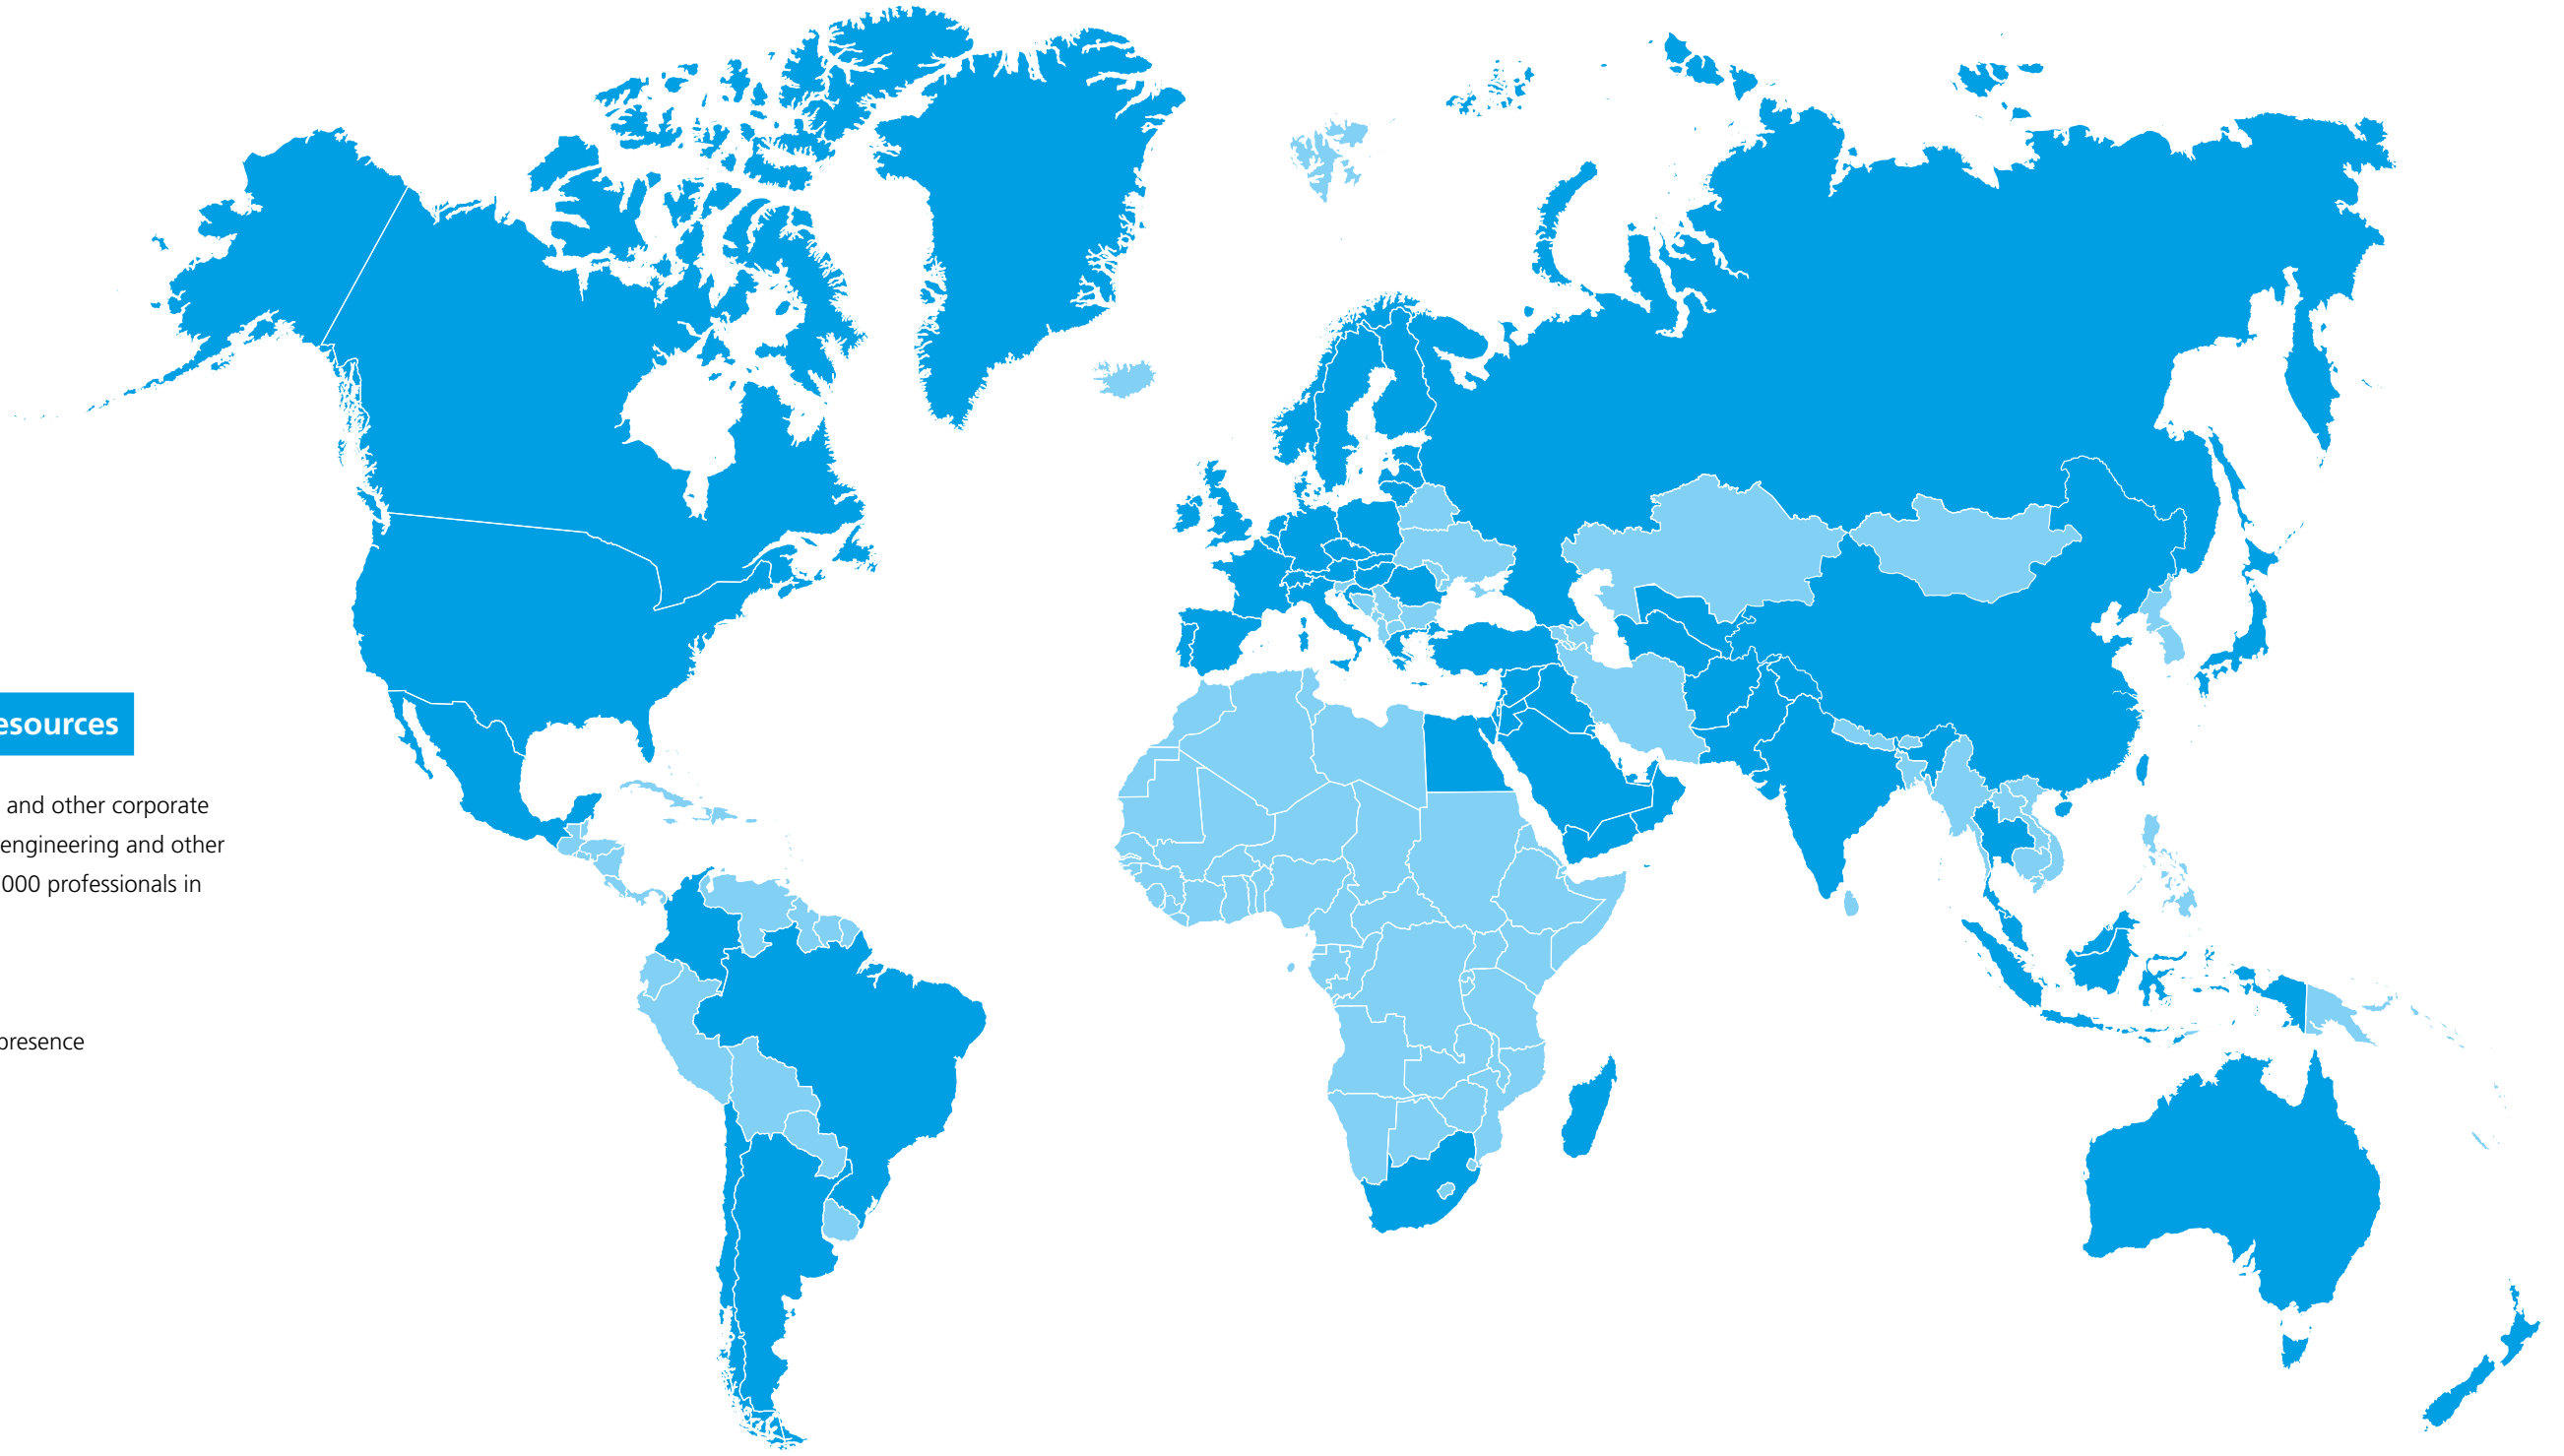 esources
and other corporate
engineering and other
000 professionals in
presence